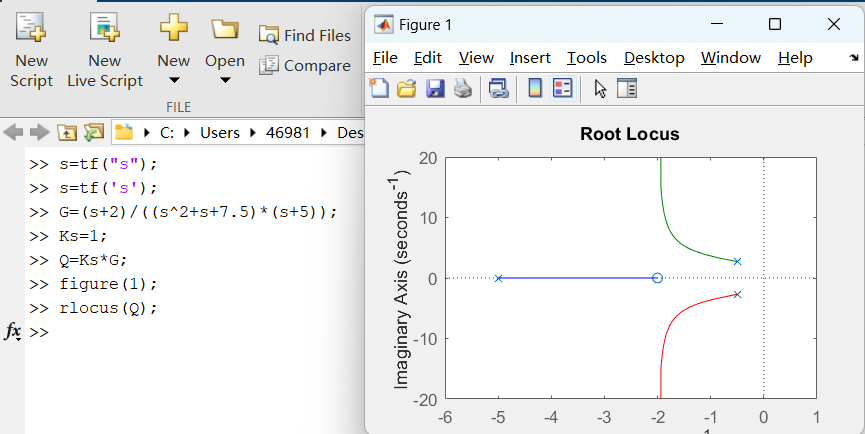 New Script
New Live Script
New
Open
Find Files
Compare
FILE
C: Users 46981 Des
>> s=tf("s");
>> s=tf('s');
>> G=(s+2)/((s^2+s+7.5)*(s+5));
>> Ks=1;
>> Q=Ks*G;
>> figure(1);
>> rlocus(Q);
fx >>
Figure 1
File Edit View Insert Tools Desktop Window Help
Root Locus
Imaginary Axis (seconds⁻¹)
20
10
0
-10
-20
-6 -5 -4 -3 -2 -1 0 1